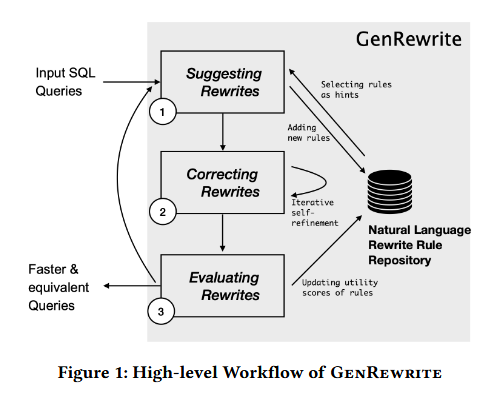 GenRewrite
Input SQL
Queries
Suggesting
Rewrites
1
Selecting rules
as hints
Adding
new rules
Correcting
Rewrites
2
Iterative
self-
refinement
Natural Language
Rewrite Rule
Repository
Faster &
equivalent
Queries
Evaluating
Rewrites
3
Updating utility
scores of rules
Figure 1: High-level Workflow of GenRewrite